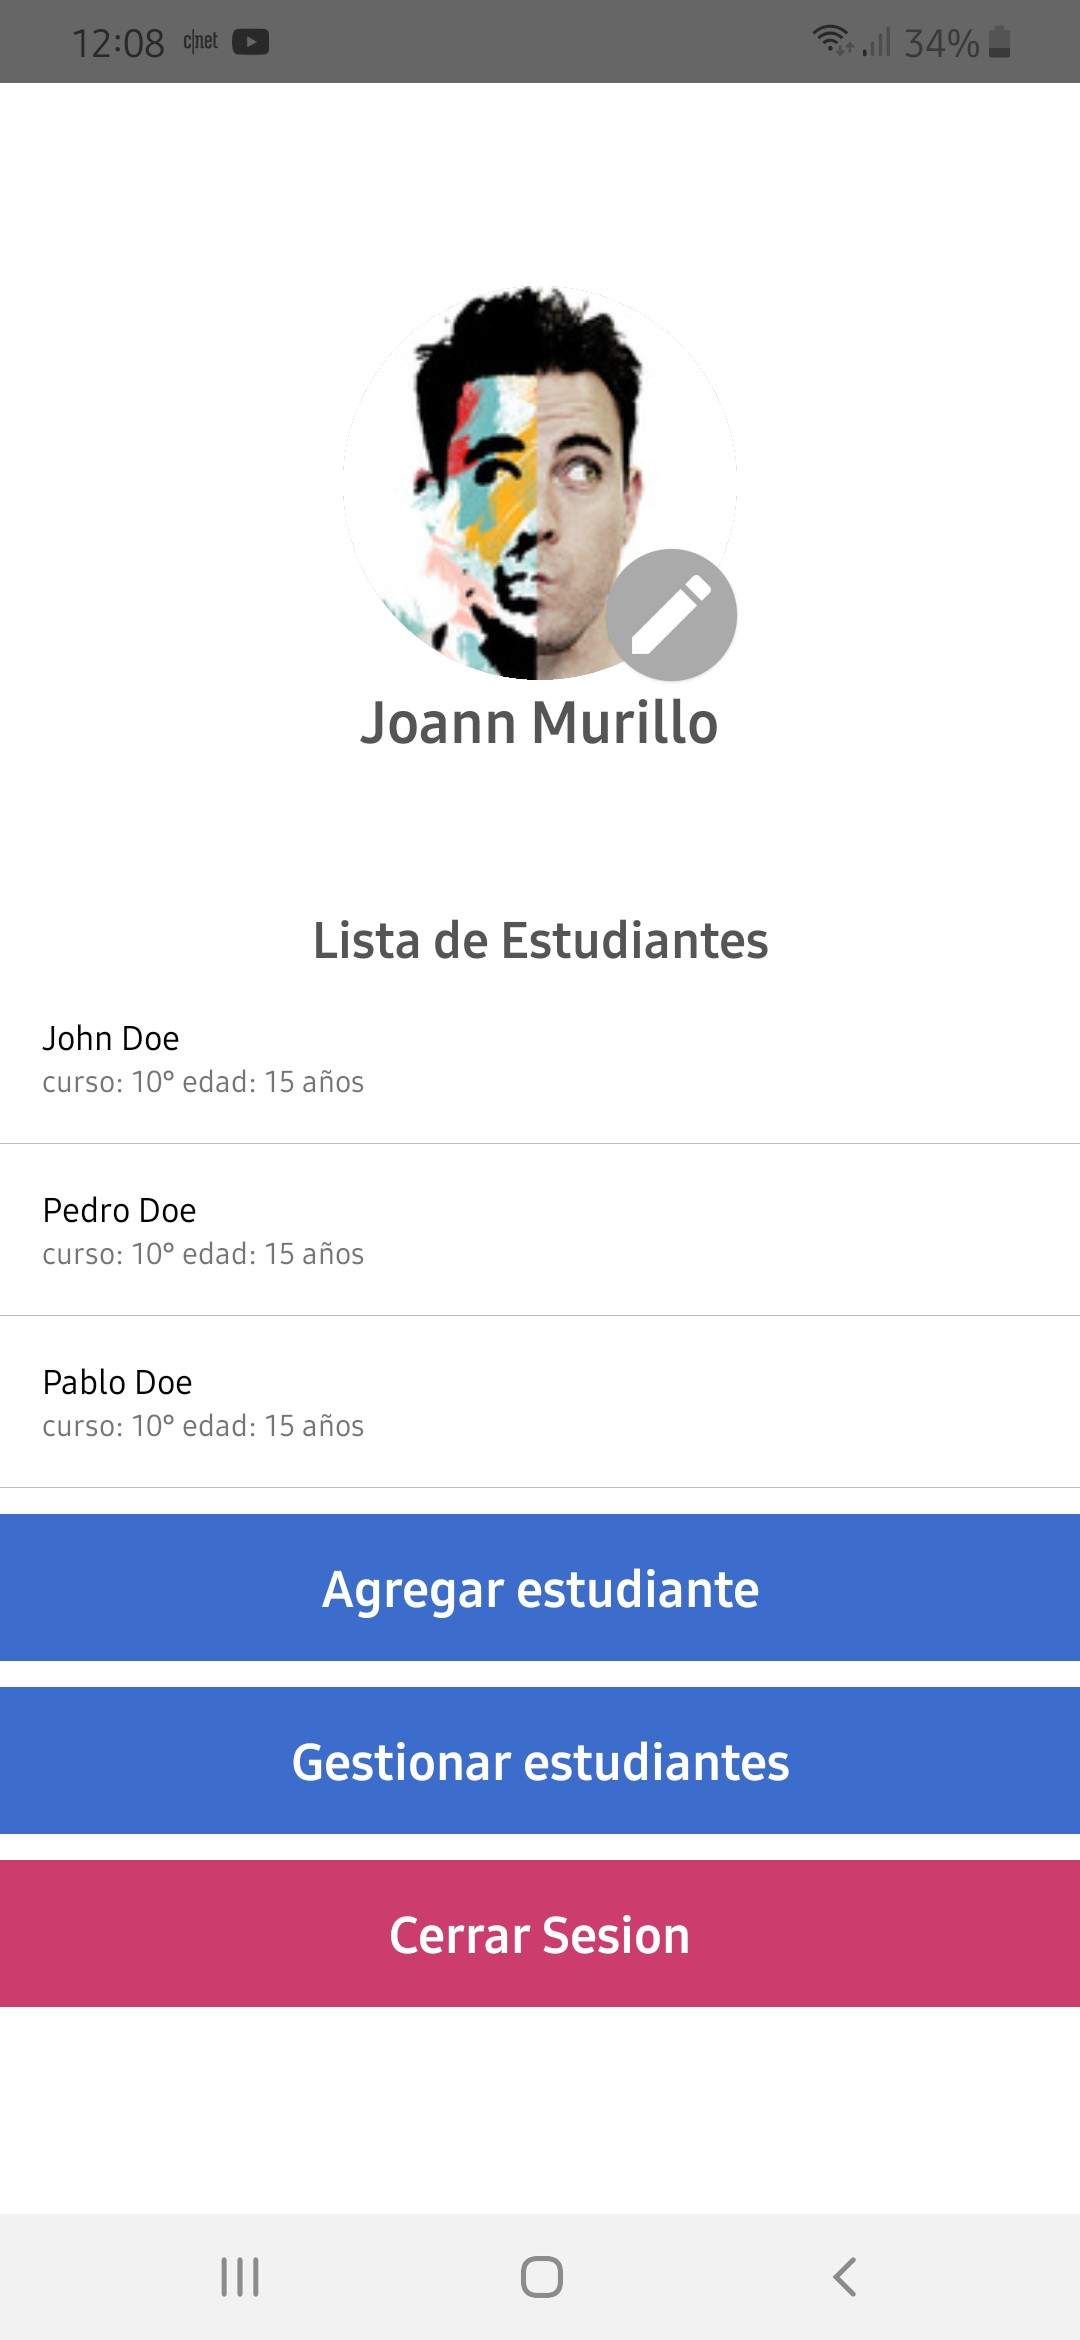 12:08 c|net 34%
Joann Murillo
Lista de Estudiantes
John Doe
curso: 10° edad: 15 años
Pedro Doe
curso: 10° edad: 15 años
Pablo Doe
curso: 10° edad: 15 años
Agregar estudiante
Gestionar estudiantes
Cerrar Sesion